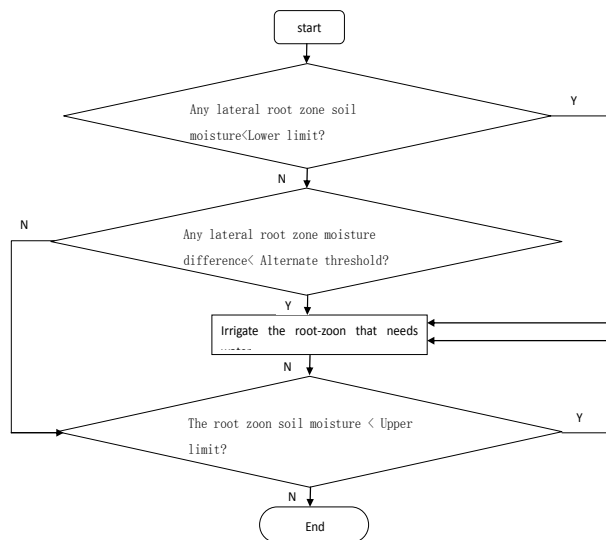 start
Any lateral root zone soil
moisture<Lower limit?
Y
N
N
Any lateral root zone moisture
difference< Alternate threshold?
Y
Irrigate the root-zoon that needs
N
The root zoon soil moisture < Upper
limit?
Y
N
End